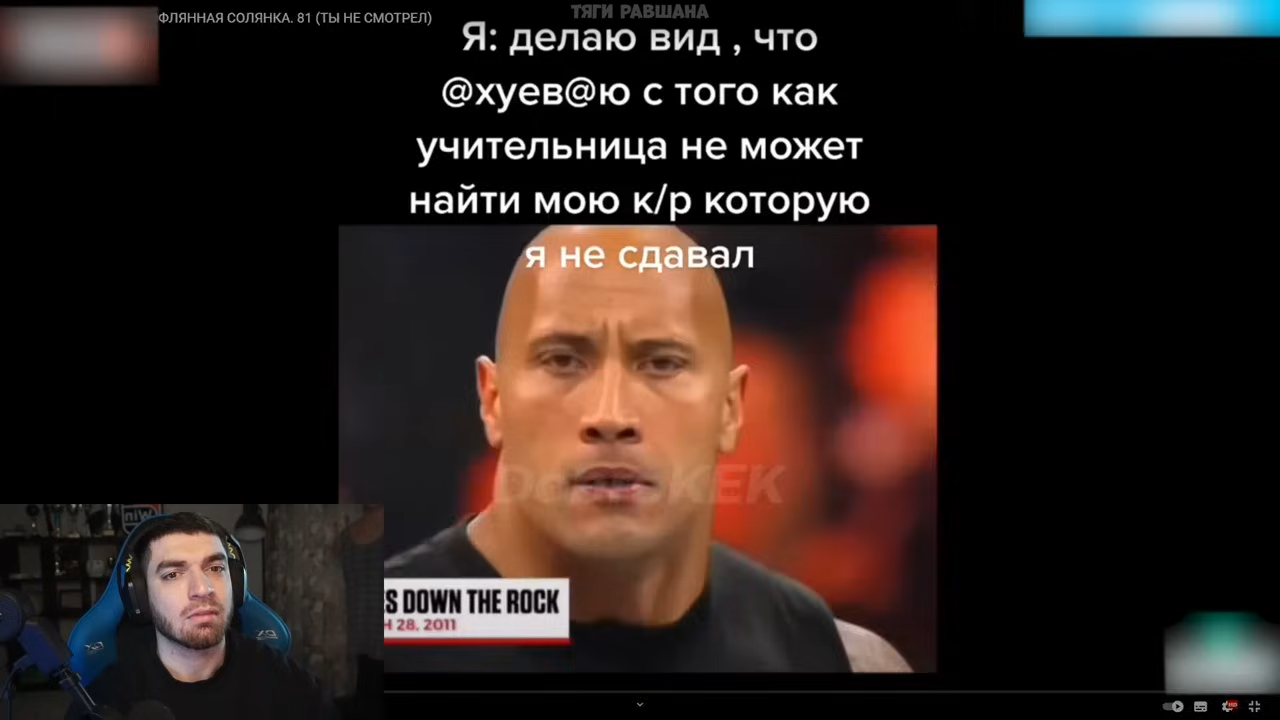 ФЛЯННАЯ СОЛЯНКА. 81 (ТЫ НЕ СМОТРЕЛ)
ТЯГИ РАВШАНА
Я: делаю вид , что
@хуев@ю с того как
учительница не может
найти мою к/р которую
я не сдавал
S DOWN THE ROCK
H 28, 2011